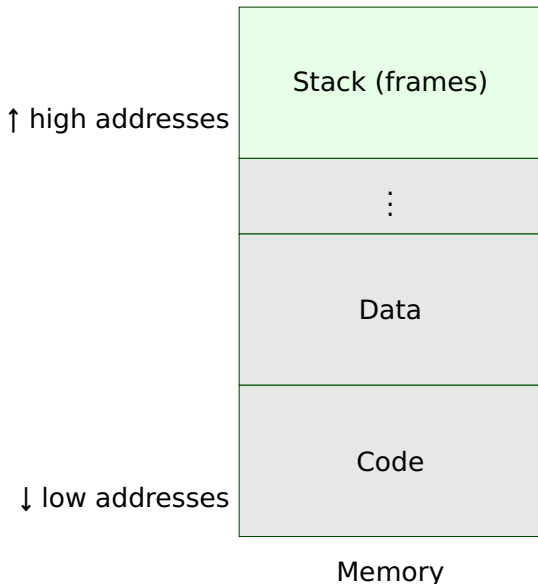 Stack (frames)
↑ high addresses
⋮
Data
Code
↓ low addresses
Memory